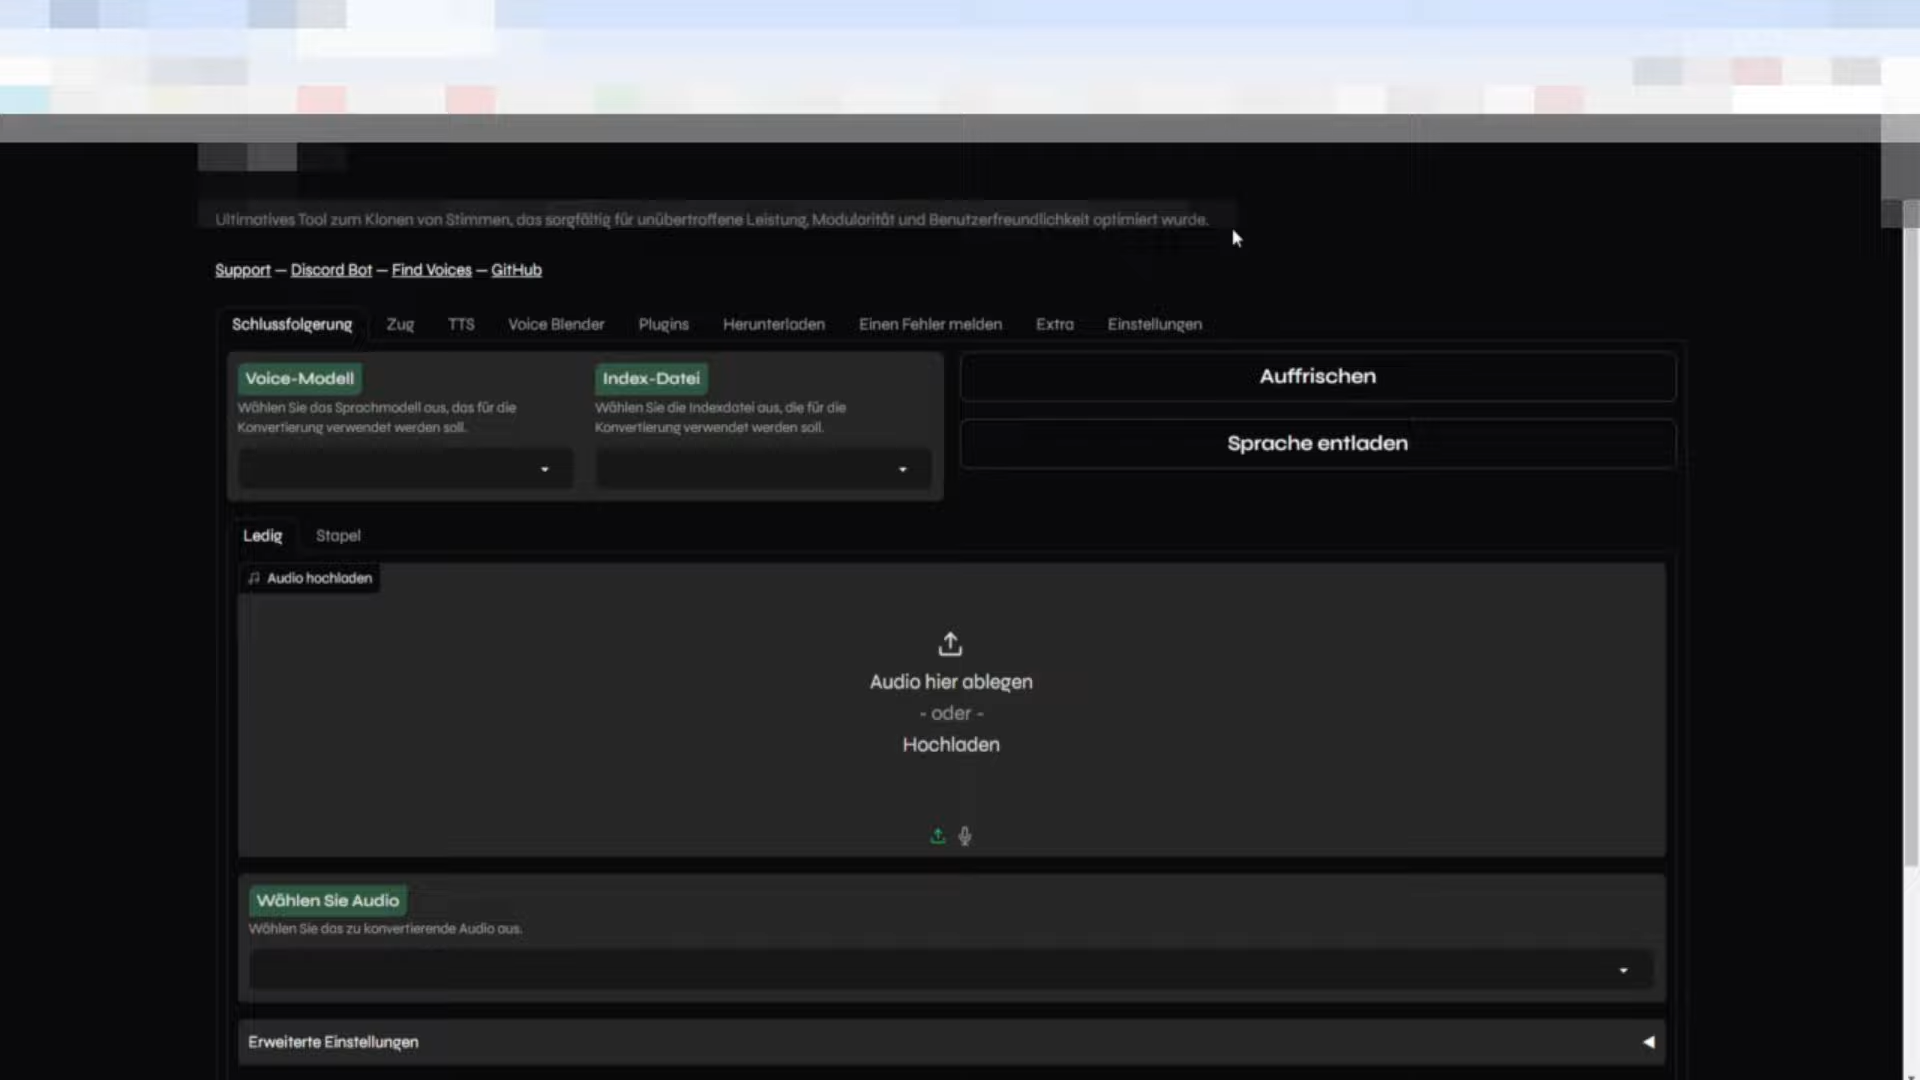 Ultimatives Tool zum Klonen von Stimmen, das sorgfältig für unübertroffene Leistung, Modularität und Benutzerfreundlichkeit optimiert wurde.
Support — Discord Bot — Find Voices — GitHub
Schlussfolgerung Zug TTS Voice Blender Plugins Herunterladen Einen Fehler melden Extra Einstellungen
Voice-Modell
Wählen Sie das Sprachmodell aus, das für die
Konvertierung verwendet werden soll.
Index-Datei
Wählen Sie die Indexdatei aus, die für die
Konvertierung verwendet werden soll.
Auffrischen
Sprache entladen
Ledig Stapel
Audio hochladen
Audio hier ablegen
- oder -
Hochladen
Wählen Sie Audio
Wählen Sie das zu konvertierende Audio aus.
Erweiterte Einstellungen